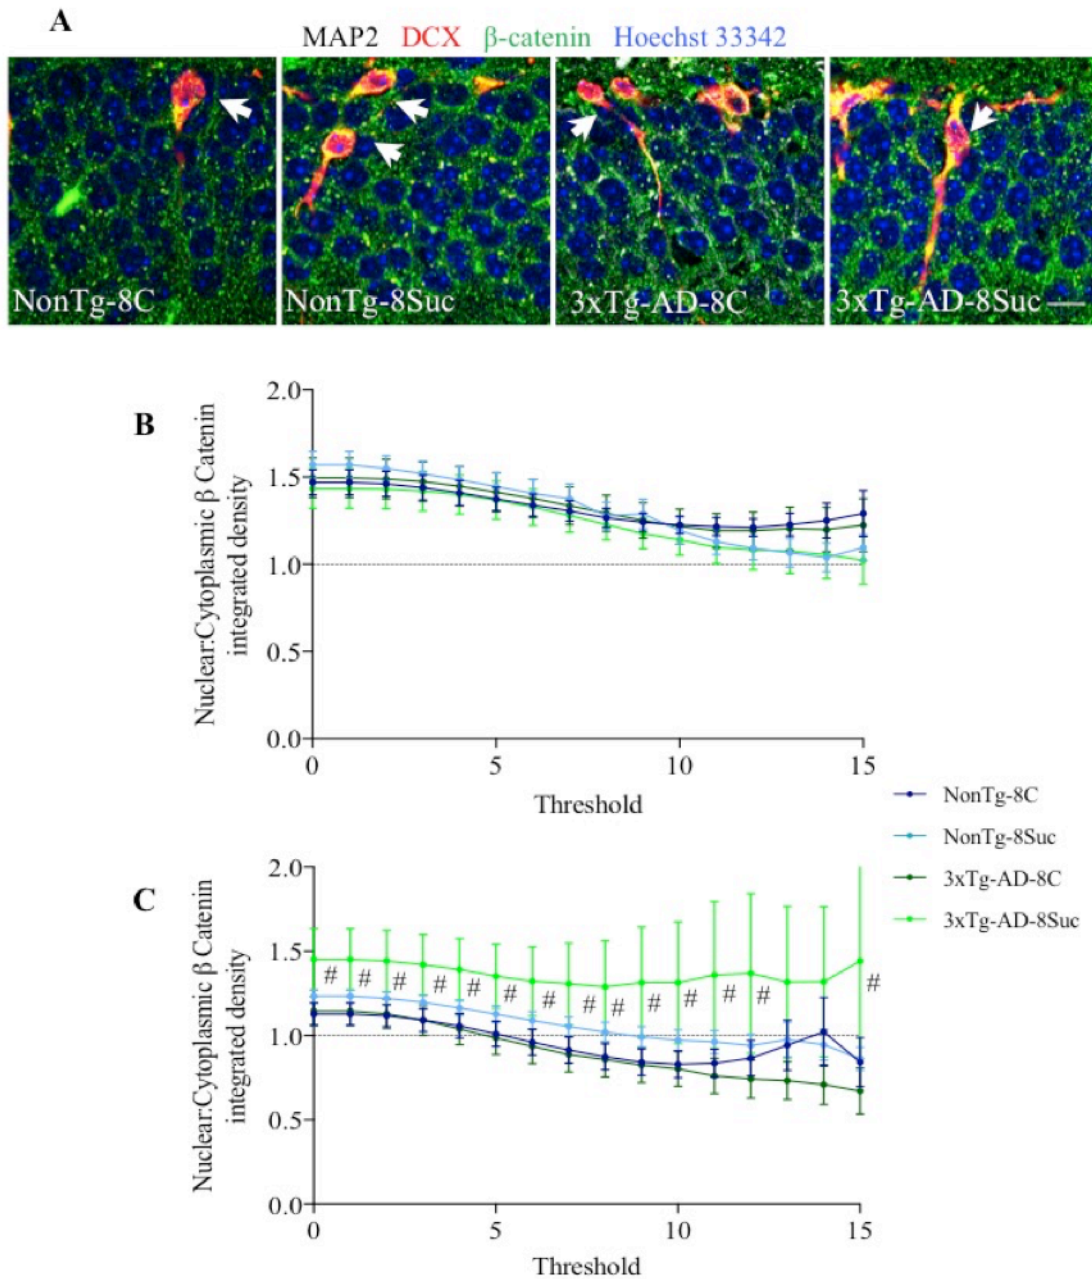 A
MAP2 DCX β-catenin Hoechst 33342
NonTg-8C NonTg-8Suc 3xTg-AD-8C 3xTg-AD-8Suc
B
Nuclear:Cytoplasmic β Catenin
integrated density
2.0
1.5
1.0
0.5
0.0
0 5 10 15
Threshold
NonTg-8C
NonTg-8Suc
3xTg-AD-8C
3xTg-AD-8Suc
C
Nuclear:Cytoplasmic β Catenin
integrated density
2.0
1.5
1.0
0.5
0.0
# # # # # # # # # # # # # #
0 5 10 15
Threshold